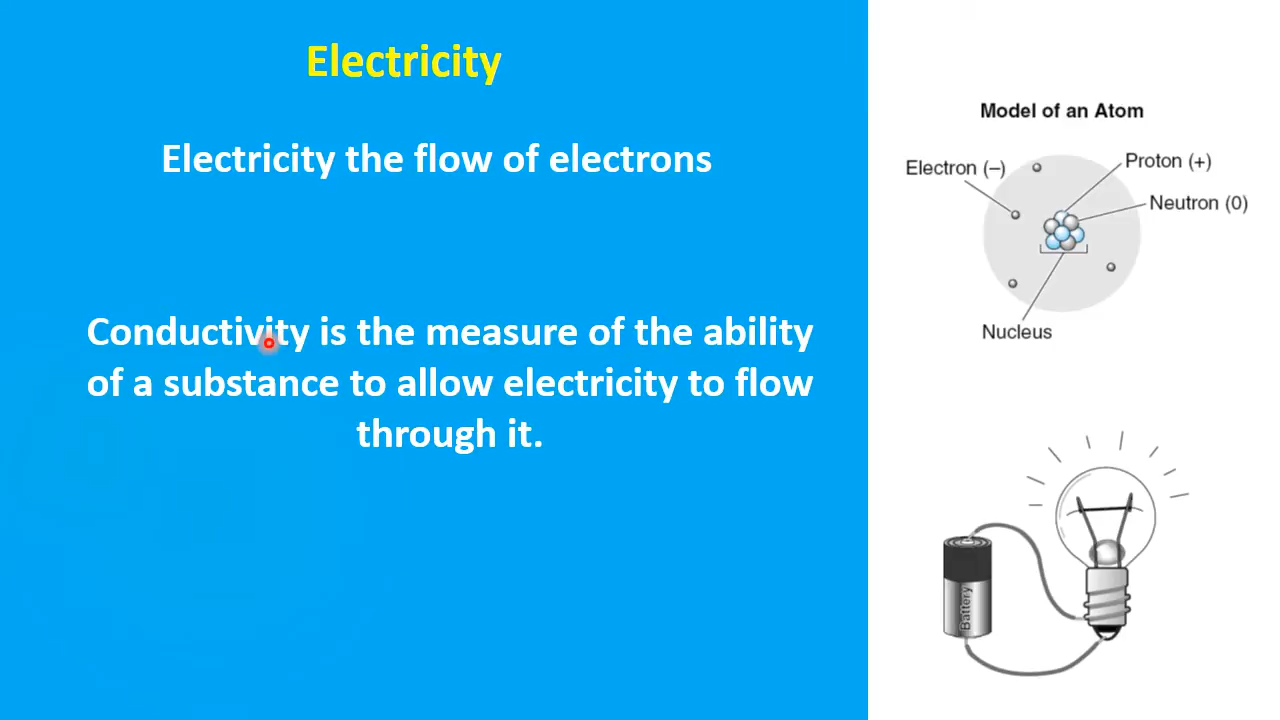 Electricity
Electricity the flow of electrons
Conductivity is the measure of the ability
of a substance to allow electricity to flow
through it.
Model of an Atom
Electron (–)
Proton (+)
Neutron (0)
Nucleus
Battery